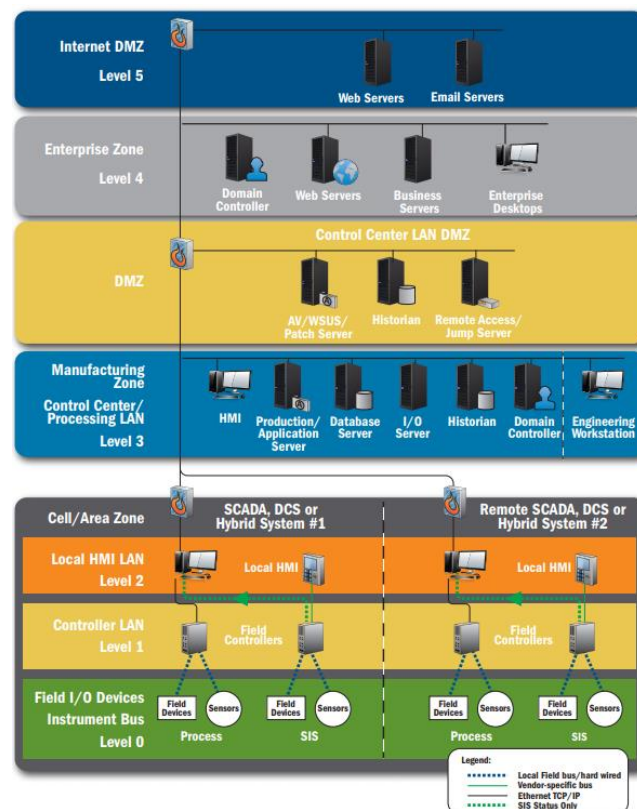 Internet DMZ
Level 5
Web Servers
Email Servers
Enterprise Zone
Level 4
Domain
Controller
Web Servers
Business
Servers
Enterprise
Desktops
Control Center LAN DMZ
DMZ
AV/WSUS/
Patch Server
Historian
Remote Access/
Jump Server
Manufacturing
Zone
Control Center/
Processing LAN
Level 3
HMI
Production/
Application
Server
Database
Server
I/O
Server
Historian
Domain
Controller
Engineering
Workstation
Cell/Area Zone
SCADA, DCS or
Hybrid System #1
Remote SCADA, DCS or
Hybrid System #2
Local HMI LAN
Level 2
Local HMI
Local HMI
Controller LAN
Level 1
Field
Controllers
Field
Controllers
Field I/O Devices
Instrument Bus
Level 0
Field
Devices
Sensors
Process
Field
Devices
Sensors
SIS
Field
Devices
Sensors
Process
Field
Devices
Sensors
SIS
Legend:
Local Field bus/hard wired
Vendor-specific bus
Ethernet TCP/IP
SIS Status Only